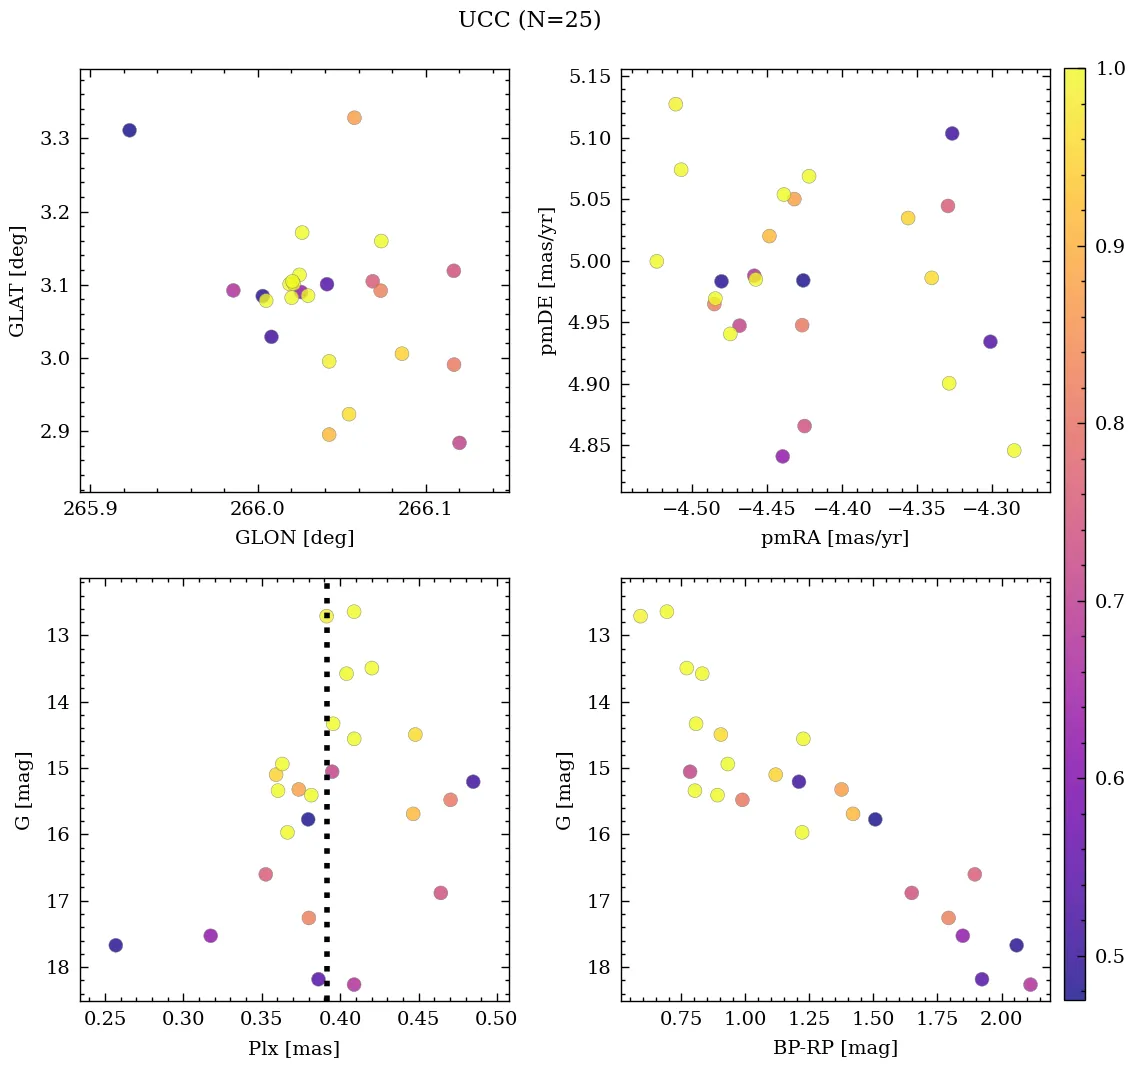 UCC (N=25)
3.3
3.2
3.1
3.0
2.9
GLAT [deg]
265.9 266.0 266.1
GLON [deg]
5.15
5.10
5.05
5.00
4.95
4.90
4.85
pmDE [mas/yr]
−4.50 −4.45 −4.40 −4.35 −4.30
pmRA [mas/yr]
13
14
15
16
17
18
G [mag]
0.25 0.30 0.35 0.40 0.45 0.50
Plx [mas]
13
14
15
16
17
18
G [mag]
0.75 1.00 1.25 1.50 1.75 2.00
BP-RP [mag]
1.0
0.9
0.8
0.7
0.6
0.5